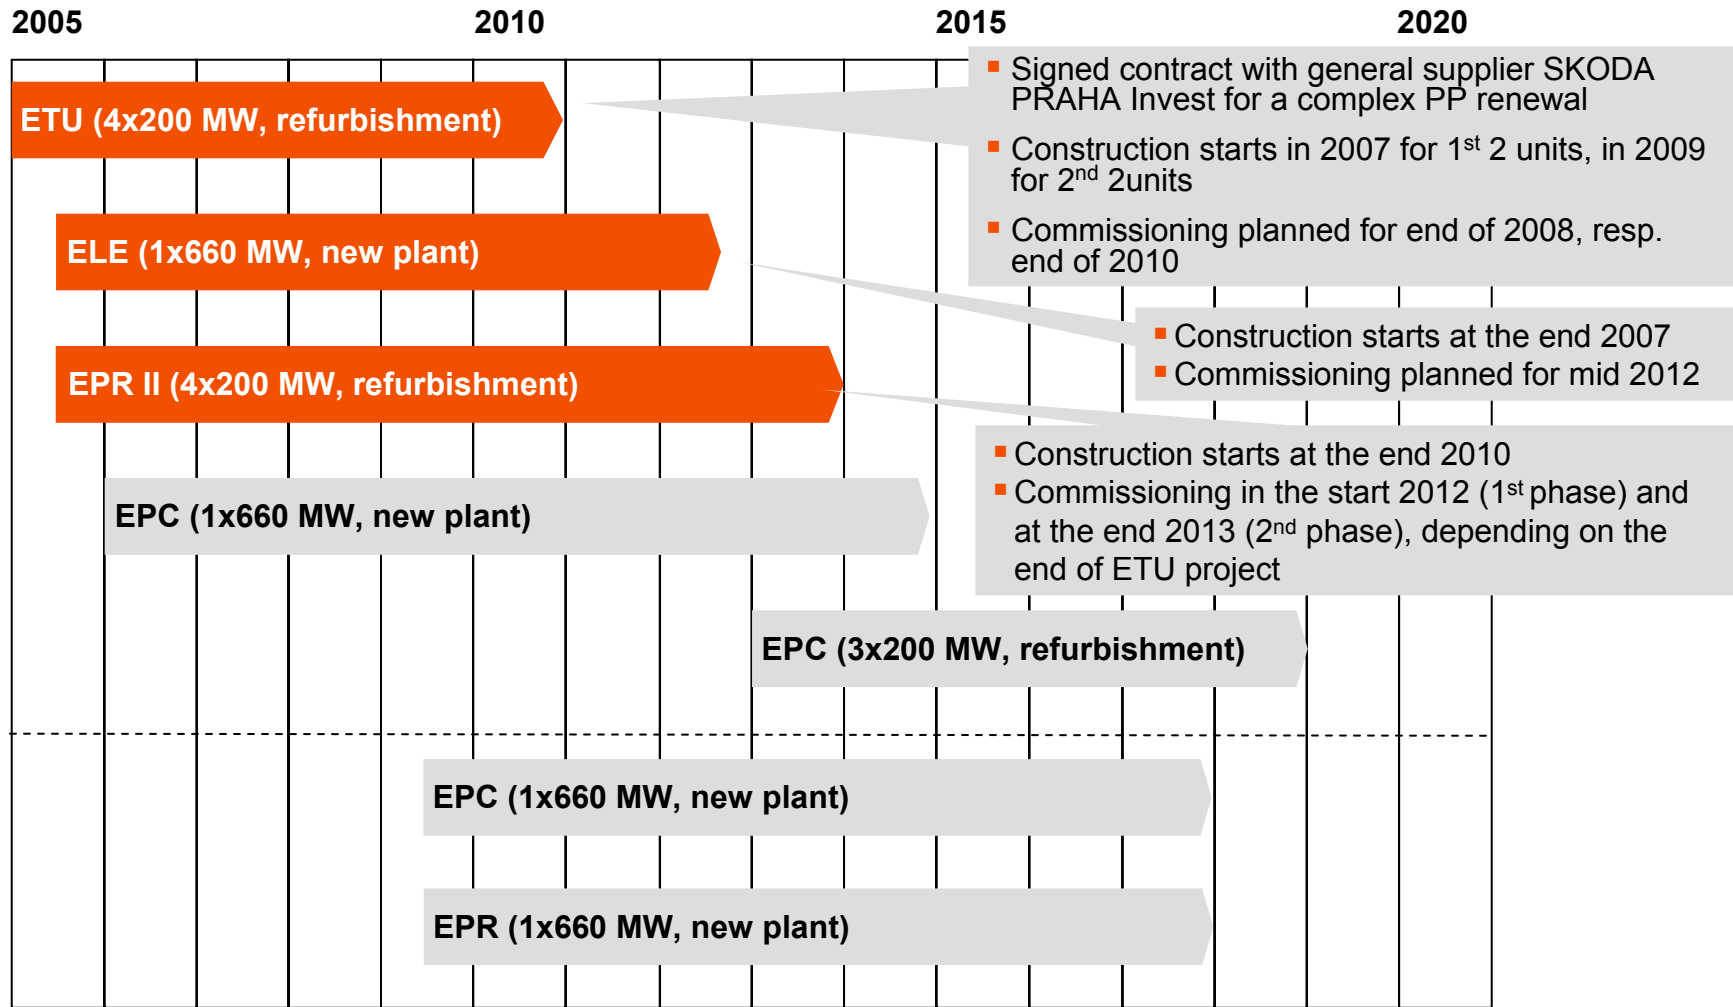 2005 2010 2015 2020
ETU (4x200 MW, refurbishment)
▪ Signed contract with general supplier SKODA
PRAHA Invest for a complex PP renewal
▪ Construction starts in 2007 for 1st 2 units, in 2009
for 2nd 2units
▪ Commissioning planned for end of 2008, resp.
end of 2010
ELE (1x660 MW, new plant)
▪ Construction starts at the end 2007
▪ Commissioning planned for mid 2012
EPR II (4x200 MW, refurbishment)
▪ Construction starts at the end 2010
▪ Commissioning in the start 2012 (1st phase) and
at the end 2013 (2nd phase), depending on the
end of ETU project
EPC (1x660 MW, new plant)
EPC (3x200 MW, refurbishment)
EPC (1x660 MW, new plant)
EPR (1x660 MW, new plant)